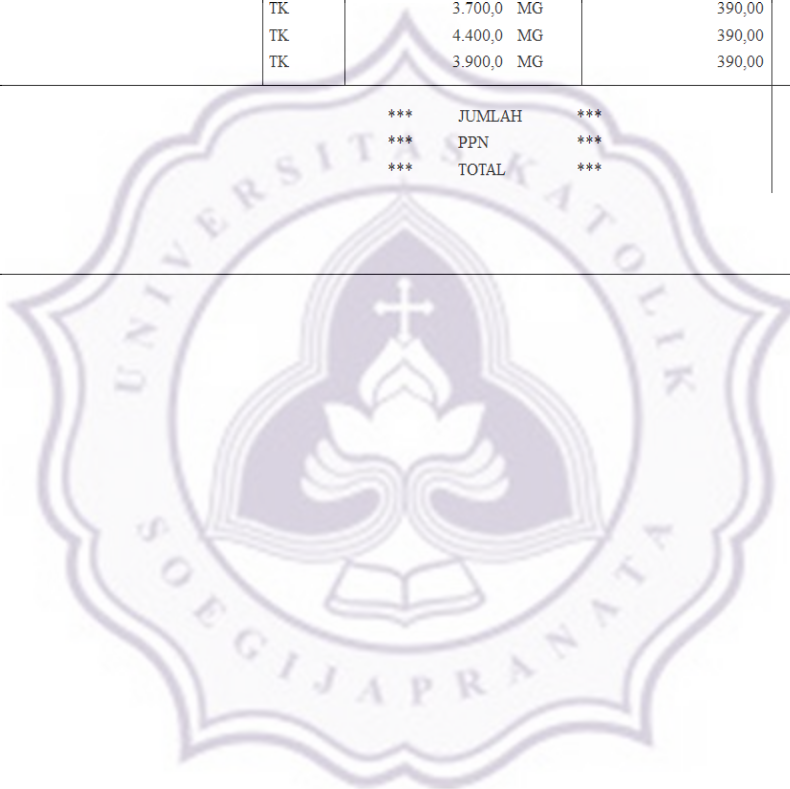 TK 3.700,0 MG 390,00
TK 4.400,0 MG 390,00
TK 3.900,0 MG 390,00
*** JUMLAH ***
*** PPN ***
*** TOTAL ***
UNIVERSITAS KATOLIK
SOEGIJAPRANATA